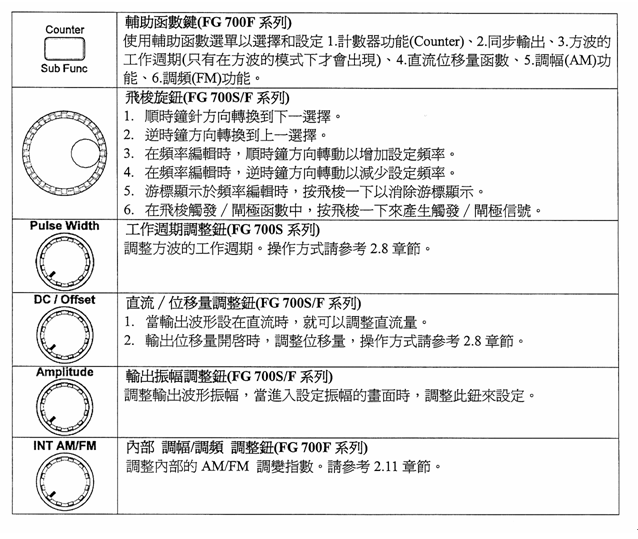 Counter
Sub Func
輔助函數鍵(FG 700F 系列)
使用輔助函數選單以選擇和設定 1.計數器功能(Counter)、2.同步輸出、3.方波的
工作週期(只有在方波的模式下才會出現)、4.直流位移量函數、5.調幅(AM)功
能、6.調頻(FM)功能。
飛梭旋鈕(FG 700S/F 系列)
1. 順時鐘針方向轉換到下一選擇。
2. 逆時鐘方向轉換到上一選擇。
3. 在頻率編輯時，順時鐘方向轉動以增加設定頻率。
4. 在頻率編輯時，逆時鐘方向轉動以減少設定頻率。
5. 游標顯示於頻率編輯時，按飛梭一下以消除游標顯示。
6. 在飛梭觸發／閘極函數中，按飛梭一下來產生觸發／閘極信號。
Pulse Width
工作週期調整鈕(FG 700S 系列)
調整方波的工作週期。操作方式請參考 2.8 章節。
DC / Offset
直流／位移量調整鈕(FG 700S/F 系列)
1. 當輸出波形設在直流時，就可以調整直流量。
2. 輸出位移量開啓時，調整位移量，操作方式請參考 2.8 章節。
Amplitude
輸出振幅調整鈕(FG 700S/F 系列)
調整輸出波形振幅，當進入設定振幅的畫面時，調整此鈕來設定。
INT AM/FM
內部 調幅/調頻 調整鈕(FG 700F 系列)
調整內部的 AM/FM 調變指數。請參考 2.11 章節。